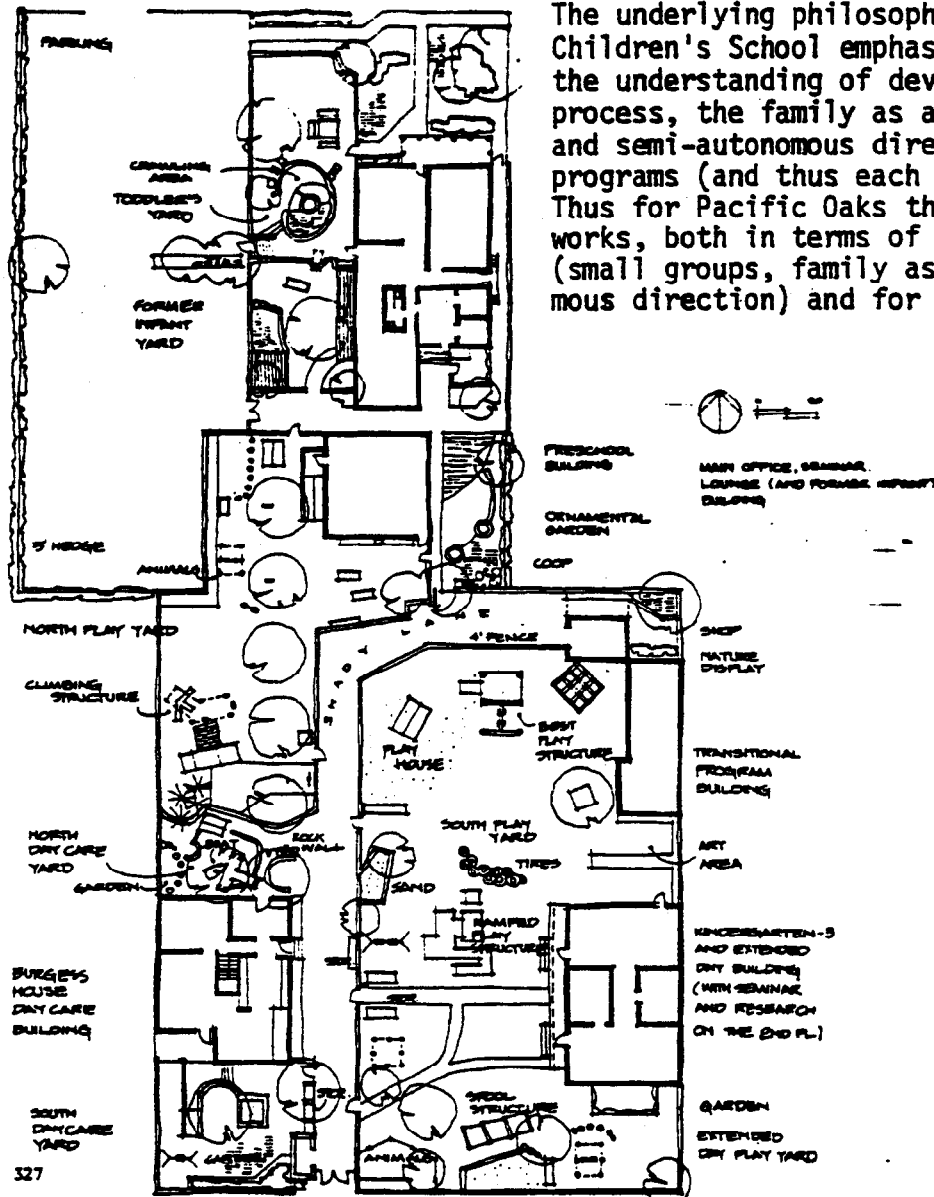 The underlying philosoph
Children's School emphas
the understanding of dev
process, the family as a
and semi-autonomous dire
programs (and thus each
Thus for Pacific Oaks th
works, both in terms of
(small groups, family as
mous direction) and for
PARKING
CRAWLING
AREA
TODDLER'S
YARD
FORMER
INFANT
YARD
PRESCHOOL
BUILDING
MAIN OFFICE, SEMINAR
LOUNGE (AND FORMER INFANT)
BUILDING
ORNAMENTAL
GARDEN
5' HEDGE
ANIMALS
COOP
NORTH PLAY YARD
4' FENCE
SHADY LANE
SHOP
NATURE
DISPLAY
CLIMBING
STRUCTURE
PLAY
HOUSE
BOAT
PLAY
STRUCTURE
TRANSITIONAL
PROGRAM
BUILDING
NORTH
DAY CARE
YARD
GARDEN
BOAT
ROCK
WALL
SOUTH PLAY
YARD
TIRES
SAND
ART
AREA
RAMPED
PLAY
STRUCTURE
KINDERGARTEN-3
AND EXTENDED
DAY BUILDING
(WITH SEMINAR
AND RESEARCH
ON THE 2ND FL)
BURGESS
HOUSE
DAY CARE
BUILDING
SPOOL
STRUCTURE
SOUTH
DAYCARE
YARD
GARDEN
ANIMALS
GARDEN
EXTENDED
DAY PLAY YARD
327